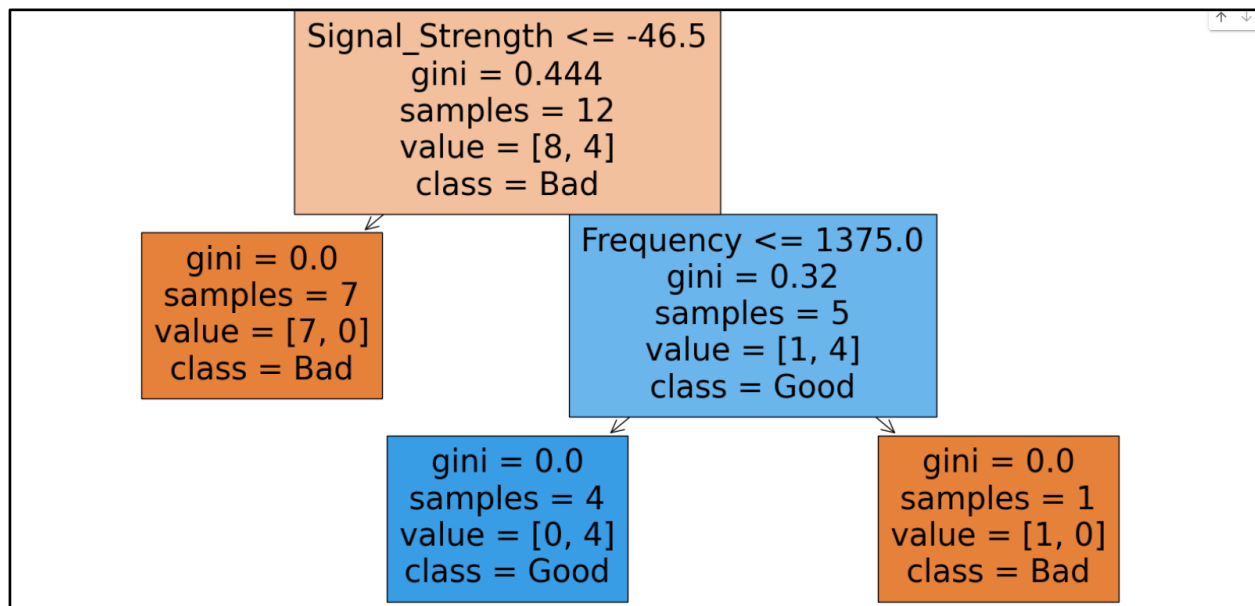 Signal_Strength <= -46.5
gini = 0.444
samples = 12
value = [8, 4]
class = Bad
gini = 0.0
samples = 7
value = [7, 0]
class = Bad
Frequency <= 1375.0
gini = 0.32
samples = 5
value = [1, 4]
class = Good
gini = 0.0
samples = 4
value = [0, 4]
class = Good
gini = 0.0
samples = 1
value = [1, 0]
class = Bad